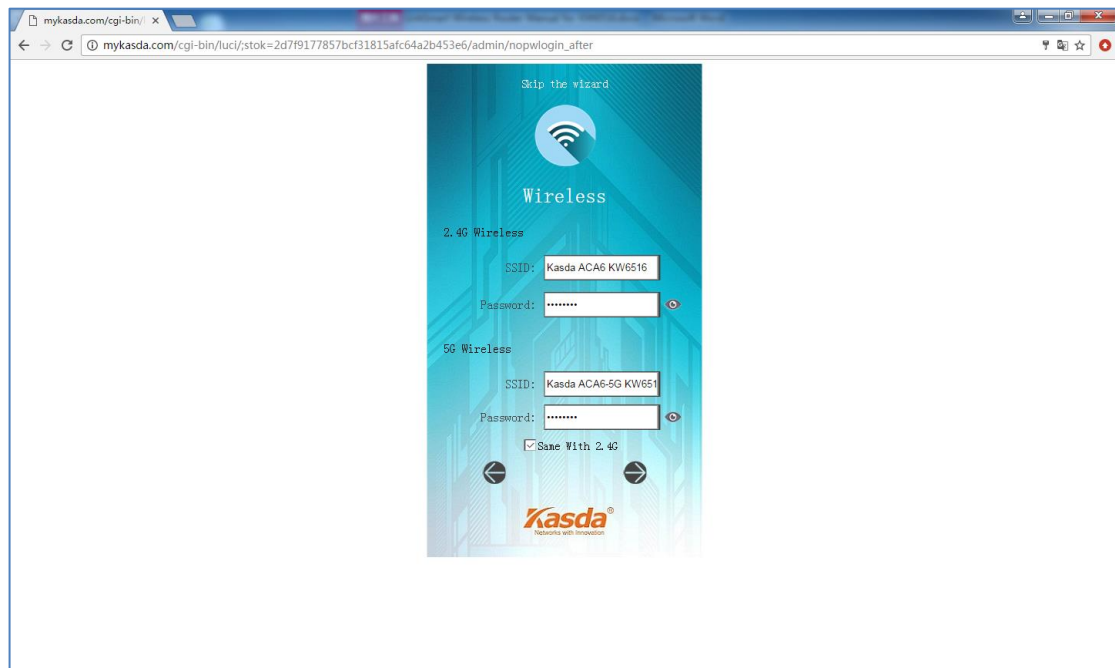 mykasda.com/cgi-bin/l
mykasda.com/cgi-bin/luci/;stok=2d7f9177857bcf31815afc64a2b453e6/admin/nopwlogin_after
Skip the wizard
Wireless
2.4G Wireless
SSID: Kasda ACA6 KW6516
Password: ••••••••
5G Wireless
SSID: Kasda ACA6-5G KW651
Password: ••••••••
Same With 2.4G
Kasda®
Networks with Innovation